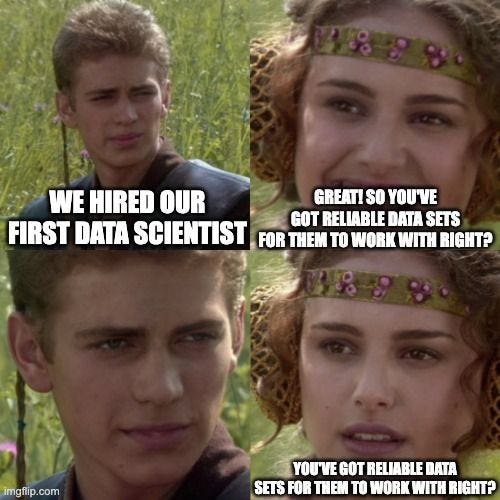 WE HIRED OUR
FIRST DATA SCIENTIST
GREAT! SO YOU'VE
GOT RELIABLE DATA SETS
FOR THEM TO WORK WITH RIGHT?
YOU'VE GOT RELIABLE DATA
SETS FOR THEM TO WORK WITH RIGHT?
imgflip.com